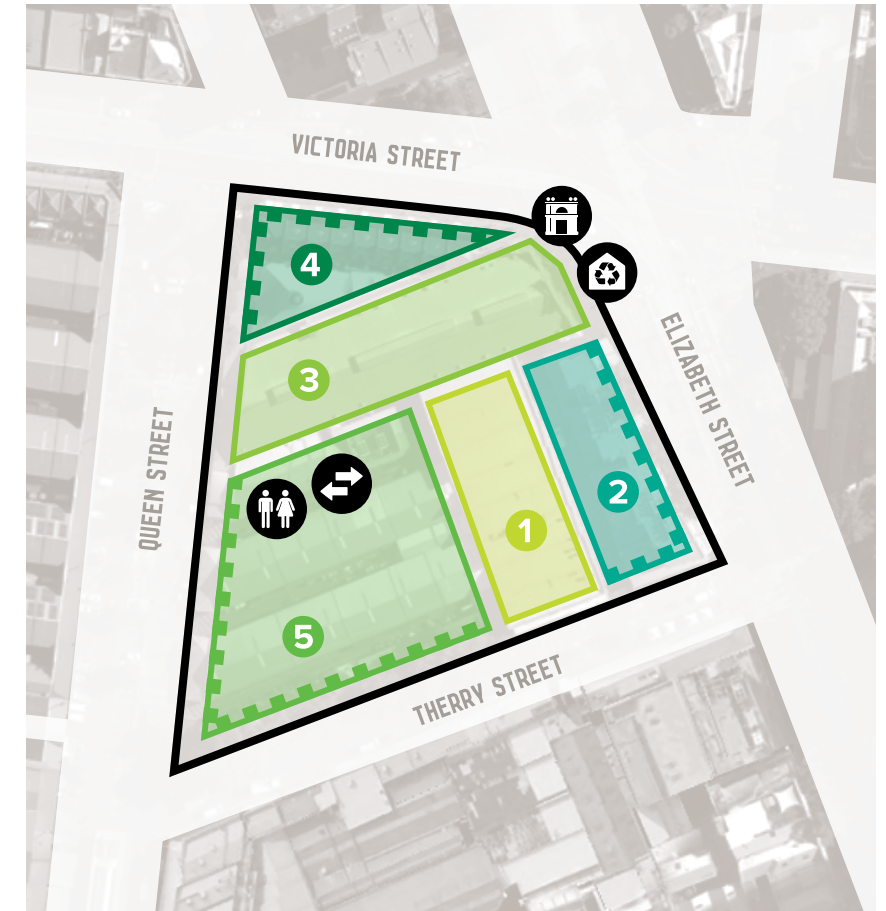 VICTORIA STREET
4
ELIZABETH STREET
3
QUEEN STREET
2
1
5
THERRY STREET